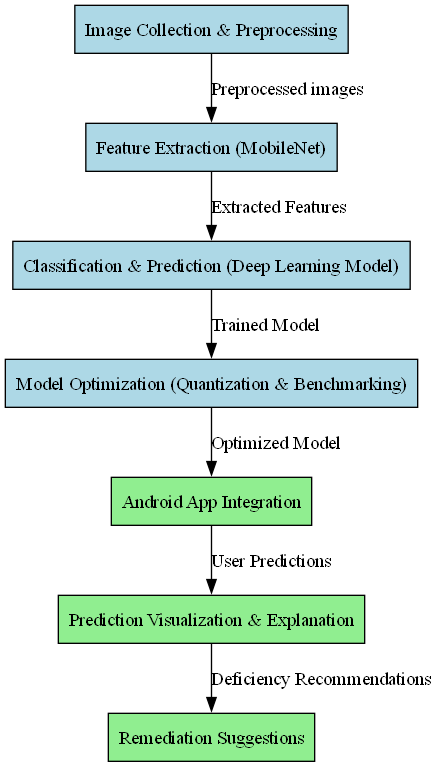 Image Collection & Preprocessing
Preprocessed images
Feature Extraction (MobileNet)
Extracted Features
Classification & Prediction (Deep Learning Model)
Trained Model
Model Optimization (Quantization & Benchmarking)
Optimized Model
Android App Integration
User Predictions
Prediction Visualization & Explanation
Deficiency Recommendations
Remediation Suggestions